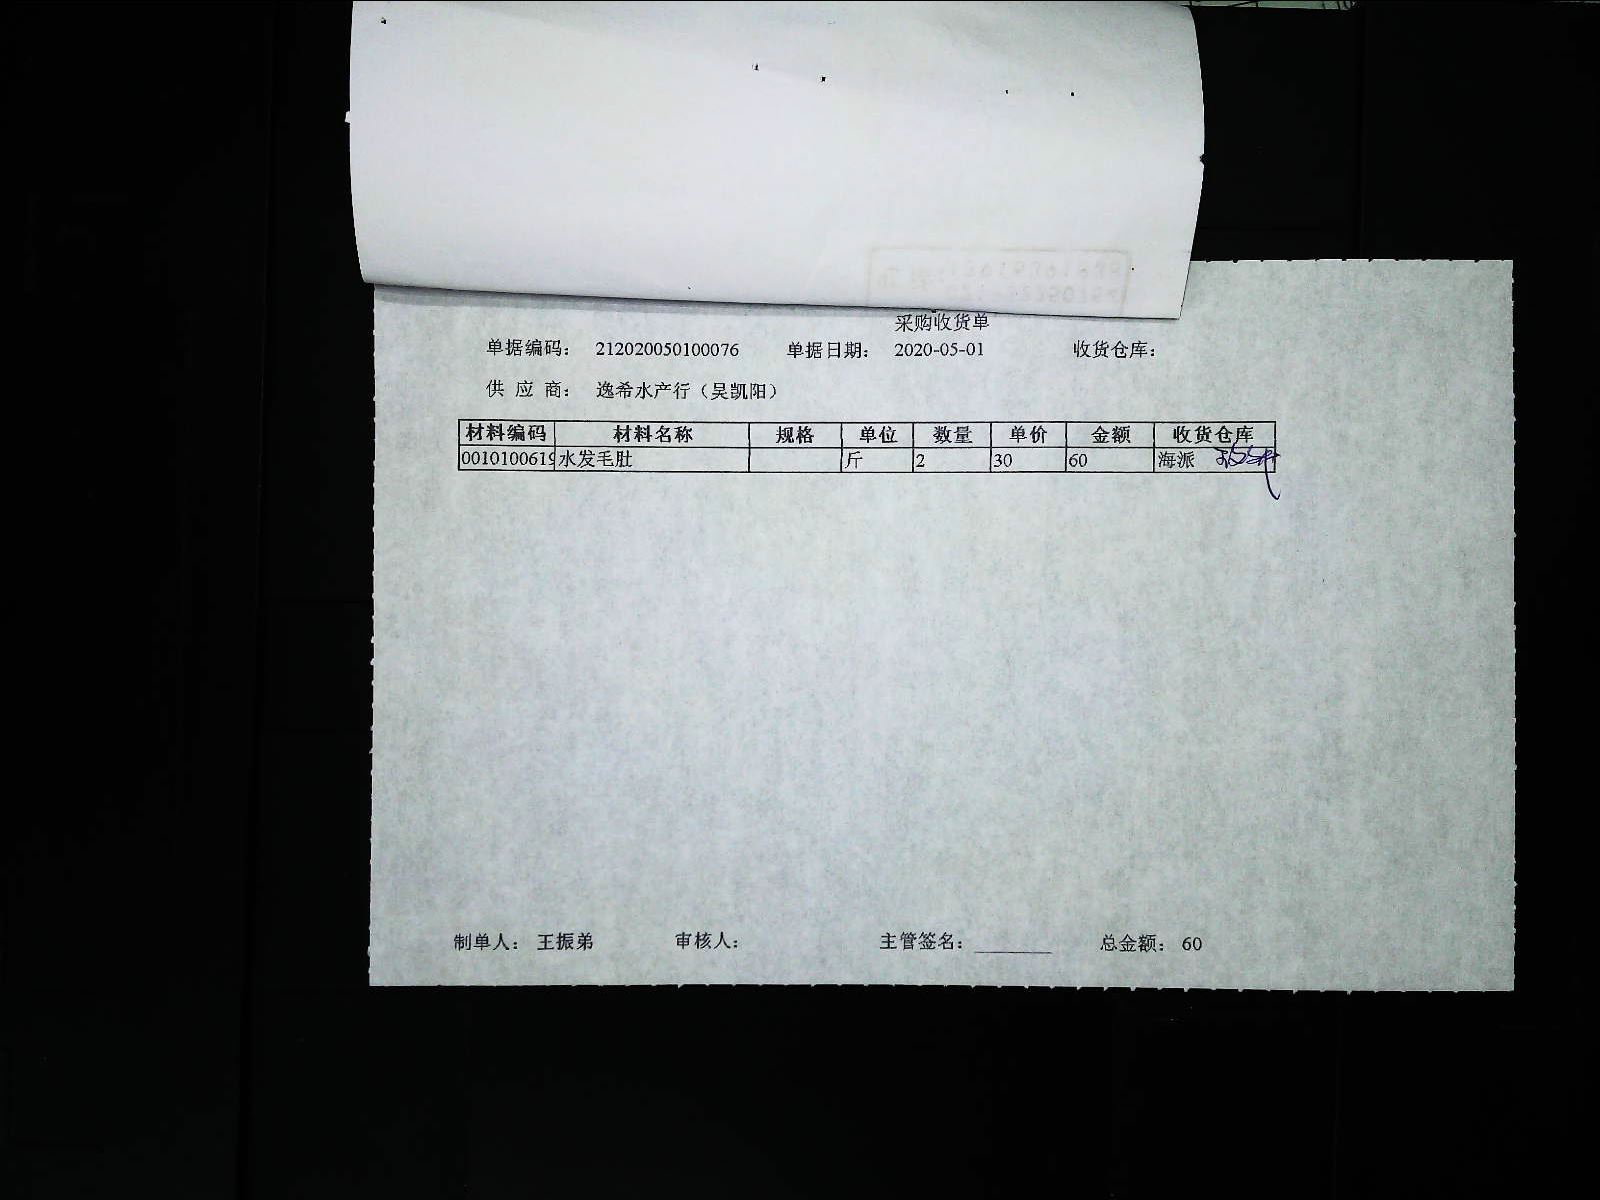 采购收货单
单据编码： 212020050100076 单据日期： 2020-05-01 收货仓库：
供 应 商： 逸希水产行（吴凯阳）
材料编码 材料名称 规格 单位 数量 单价 金额 收货仓库
0010100619 水发毛肚 斤 2 30 60 海派
制单人： 王振弟 审核人： 主管签名： ________ 总金额： 60